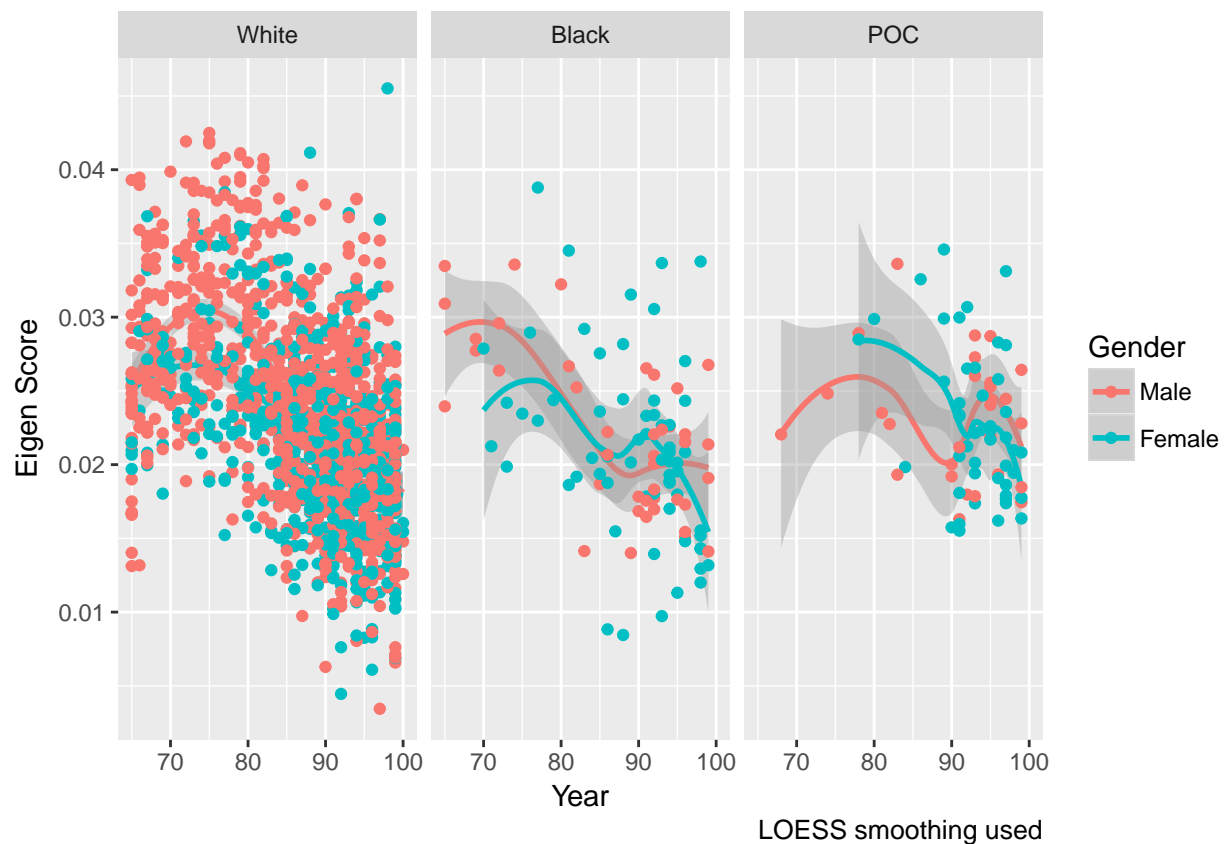 White Black POC
Eigen Score
0.04
0.03
0.02
0.01
70 80 90 100 70 80 90 100 70 80 90 100
Year
Gender
Male
Female
LOESS smoothing used